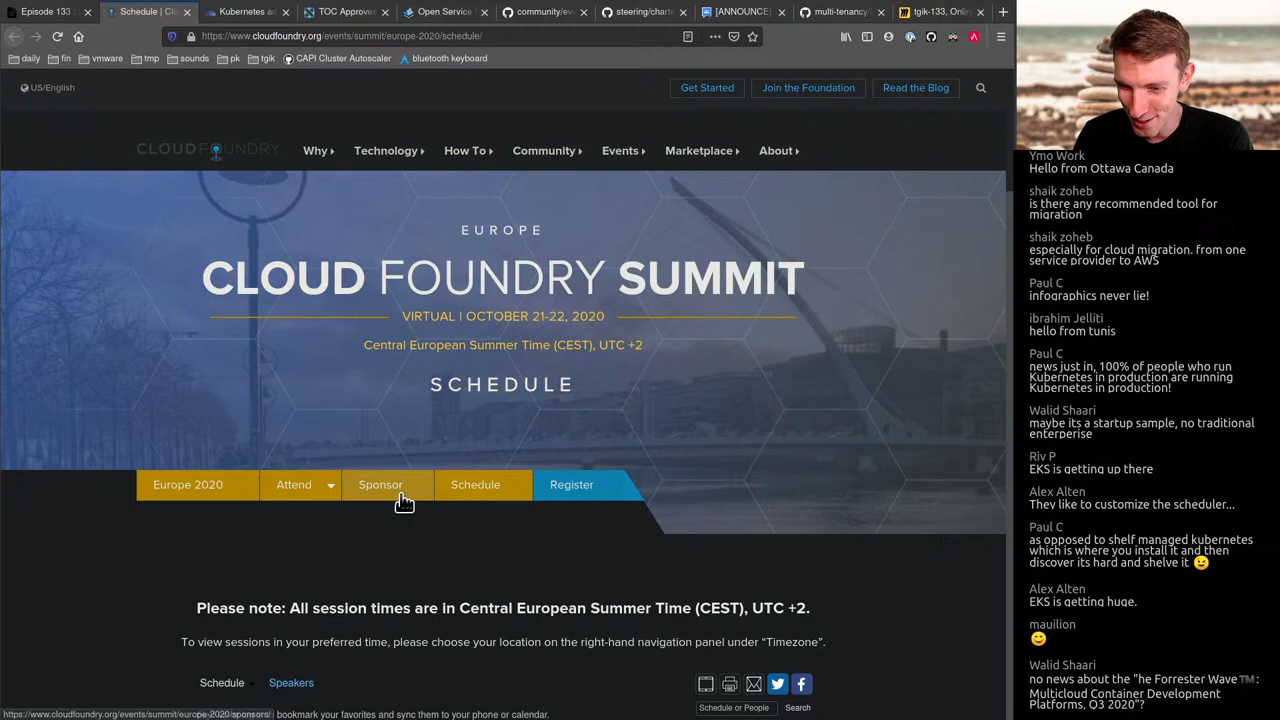 Episode 133 :
Schedule | Clo
Kubernetes ad
TOC Approves
Open Service
community/eve
steering/charte
[ANNOUNCE]
multi-tenancy/
tgik-133, Onlin
https://www.cloudfoundry.org/events/summit/europe-2020/schedule/
daily fin vmware tmp sounds pk tgik CAPI Cluster Autoscaler bluetooth keyboard
US/English
Get Started Join the Foundation Read the Blog
CLOUD FOUNDRY
Why Technology How To Community Events Marketplace About
EUROPE
CLOUD FOUNDRY SUMMIT
VIRTUAL | OCTOBER 21-22, 2020
Central European Summer Time (CEST), UTC +2
SCHEDULE
Europe 2020 Attend Sponsor Schedule Register
Please note: All session times are in Central European Summer Time (CEST), UTC +2.
To view sessions in your preferred time, please choose your location on the right-hand navigation panel under “Timezone”.
Schedule Speakers
Schedule or People Search
https://www.cloudfoundry.org/events/summit/europe-2020/sponsors/
bookmark your favorites and sync them to your phone or calendar.
Ymo Work
Hello from Ottawa Canada
shaik zoheb
is there any recommended tool for
migration
shaik zoheb
especially for cloud migration. from one
service provider to AWS
Paul C
infographics never lie!
ibrahim Jelliti
hello from tunis
Paul C
news just in, 100% of people who run
Kubernetes in production are running
Kubernetes in production!
Walid Shaari
maybe its a startup sample, no traditional
enterperise
Riv P
EKS is getting up there
Alex Alten
They like to customize the scheduler...
Paul C
as opposed to shelf managed kubernetes
which is where you install it and then
discover its hard and shelve it 😉
Alex Alten
EKS is getting huge.
mauilion
😊
Walid Shaari
no news about the "he Forrester Wave™️:
Multicloud Container Development
Platforms, Q3 2020"?